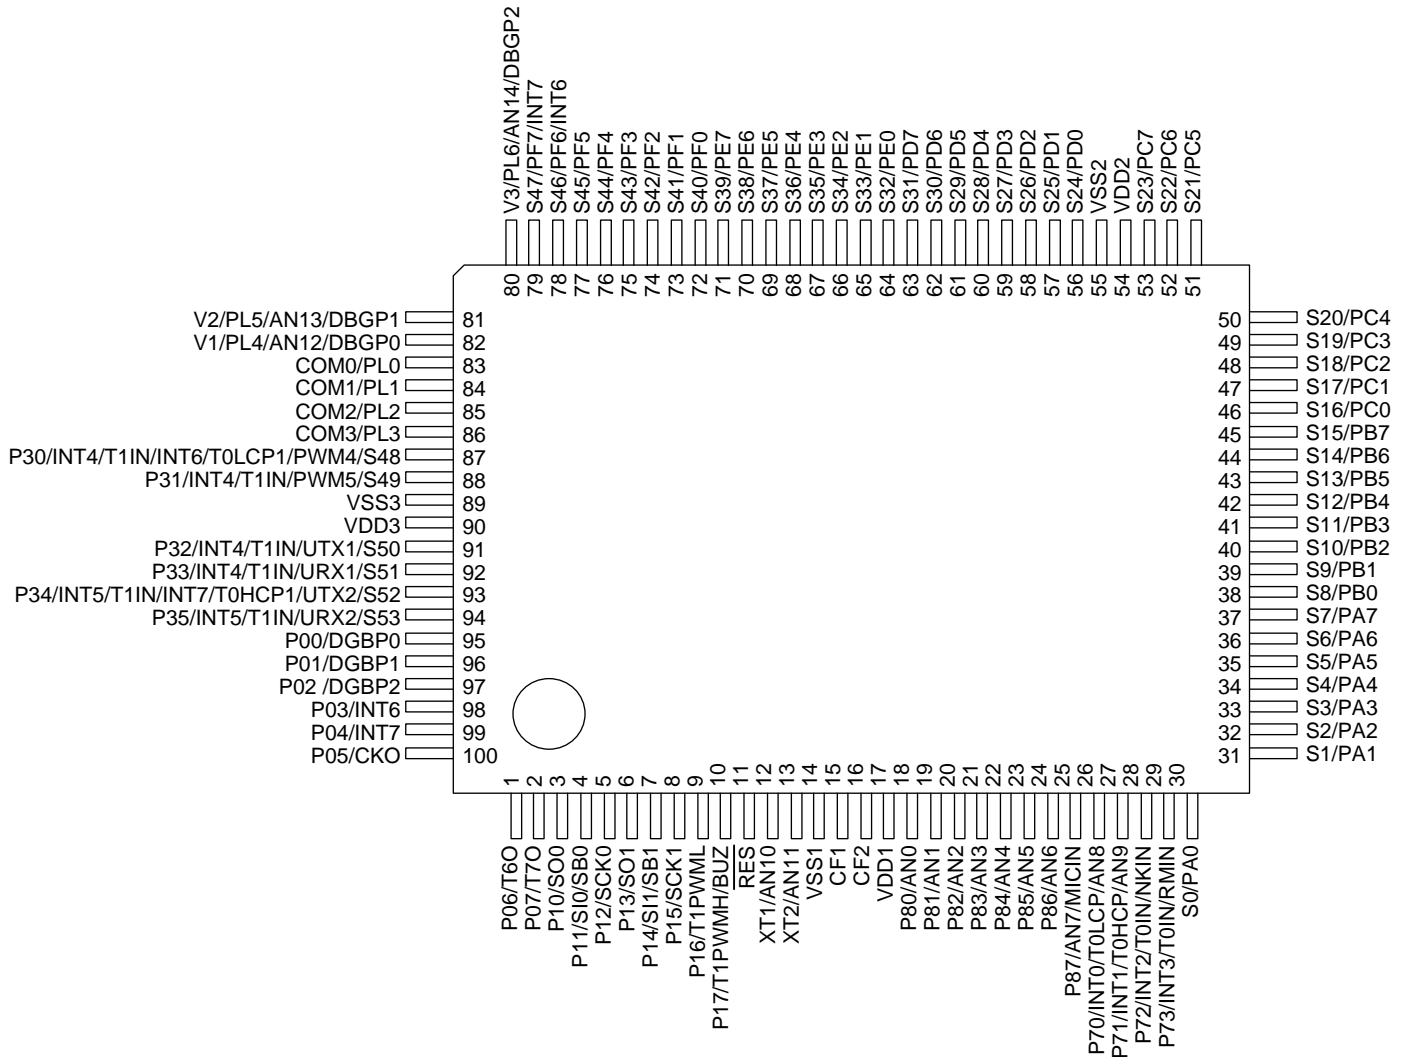 V3/PL6/AN14/DBGP2
S47/PF7/INT7
S46/PF6/INT6
S45/PF5
S44/PF4
S43/PF3
S42/PF2
S41/PF1
S40/PF0
S39/PE7
S38/PE6
S37/PE5
S36/PE4
S35/PE3
S34/PE2
S33/PE1
S32/PE0
S31/PD7
S30/PD6
S29/PD5
S28/PD4
S27/PD3
S26/PD2
S25/PD1
S24/PD0
VSS2
VDD2
S23/PC7
S22/PC6
S21/PC5
80
79
78
77
76
75
74
73
72
71
70
69
68
67
66
65
64
63
62
61
60
59
58
57
56
55
54
53
52
51
V2/PL5/AN13/DBGP1 81
V1/PL4/AN12/DBGP0 82
COM0/PL0 83
COM1/PL1 84
COM2/PL2 85
COM3/PL3 86
P30/INT4/T1IN/INT6/T0LCP1/PWM4/S48 87
P31/INT4/T1IN/PWM5/S49 88
VSS3 89
VDD3 90
P32/INT4/T1IN/UTX1/S50 91
P33/INT4/T1IN/URX1/S51 92
P34/INT5/T1IN/INT7/T0HCP1/UTX2/S52 93
P35/INT5/T1IN/URX2/S53 94
P00/DGBP0 95
P01/DGBP1 96
P02 /DGBP2 97
P03/INT6 98
P04/INT7 99
P05/CKO 100
50 S20/PC4
49 S19/PC3
48 S18/PC2
47 S17/PC1
46 S16/PC0
45 S15/PB7
44 S14/PB6
43 S13/PB5
42 S12/PB4
41 S11/PB3
40 S10/PB2
39 S9/PB1
38 S8/PB0
37 S7/PA7
36 S6/PA6
35 S5/PA5
34 S4/PA4
33 S3/PA3
32 S2/PA2
31 S1/PA1
1
2
3
4
5
6
7
8
9
10
11
12
13
14
15
16
17
18
19
20
21
22
23
24
25
26
27
28
29
30
P06/T6O
P07/T7O
P10/SO0
P11/SI0/SB0
P12/SCK0
P13/SO1
P14/SI1/SB1
P15/SCK1
P16/T1PWML
P17/T1PWMH/BUZ
RES
XT1/AN10
XT2/AN11
VSS1
CF1
CF2
VDD1
P80/AN0
P81/AN1
P82/AN2
P83/AN3
P84/AN4
P85/AN5
P86/AN6
P87/AN7/MICIN
P70/INT0/T0LCP/AN8
P71/INT1/T0HCP/AN9
P72/INT2/T0IN/NKIN
P73/INT3/T0IN/RMIN
S0/PA0